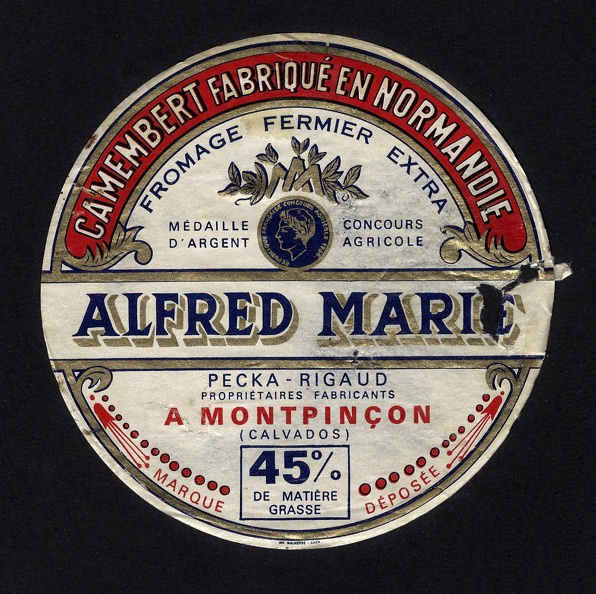 CAMEMBERT FABRIQUÉ EN NORMANDIE
FROMAGE FERMIER EXTRA
MÉDAILLE
D'ARGENT
CONCOURS
AGRICOLE
ALFRED MARIE
PECKA-RIGAUD
PROPRIÉTAIRES FABRICANTS
A MONTPINÇON
(CALVADOS)
45%
DE MATIÈRE
GRASSE
MARQUE
DÉPOSÉE